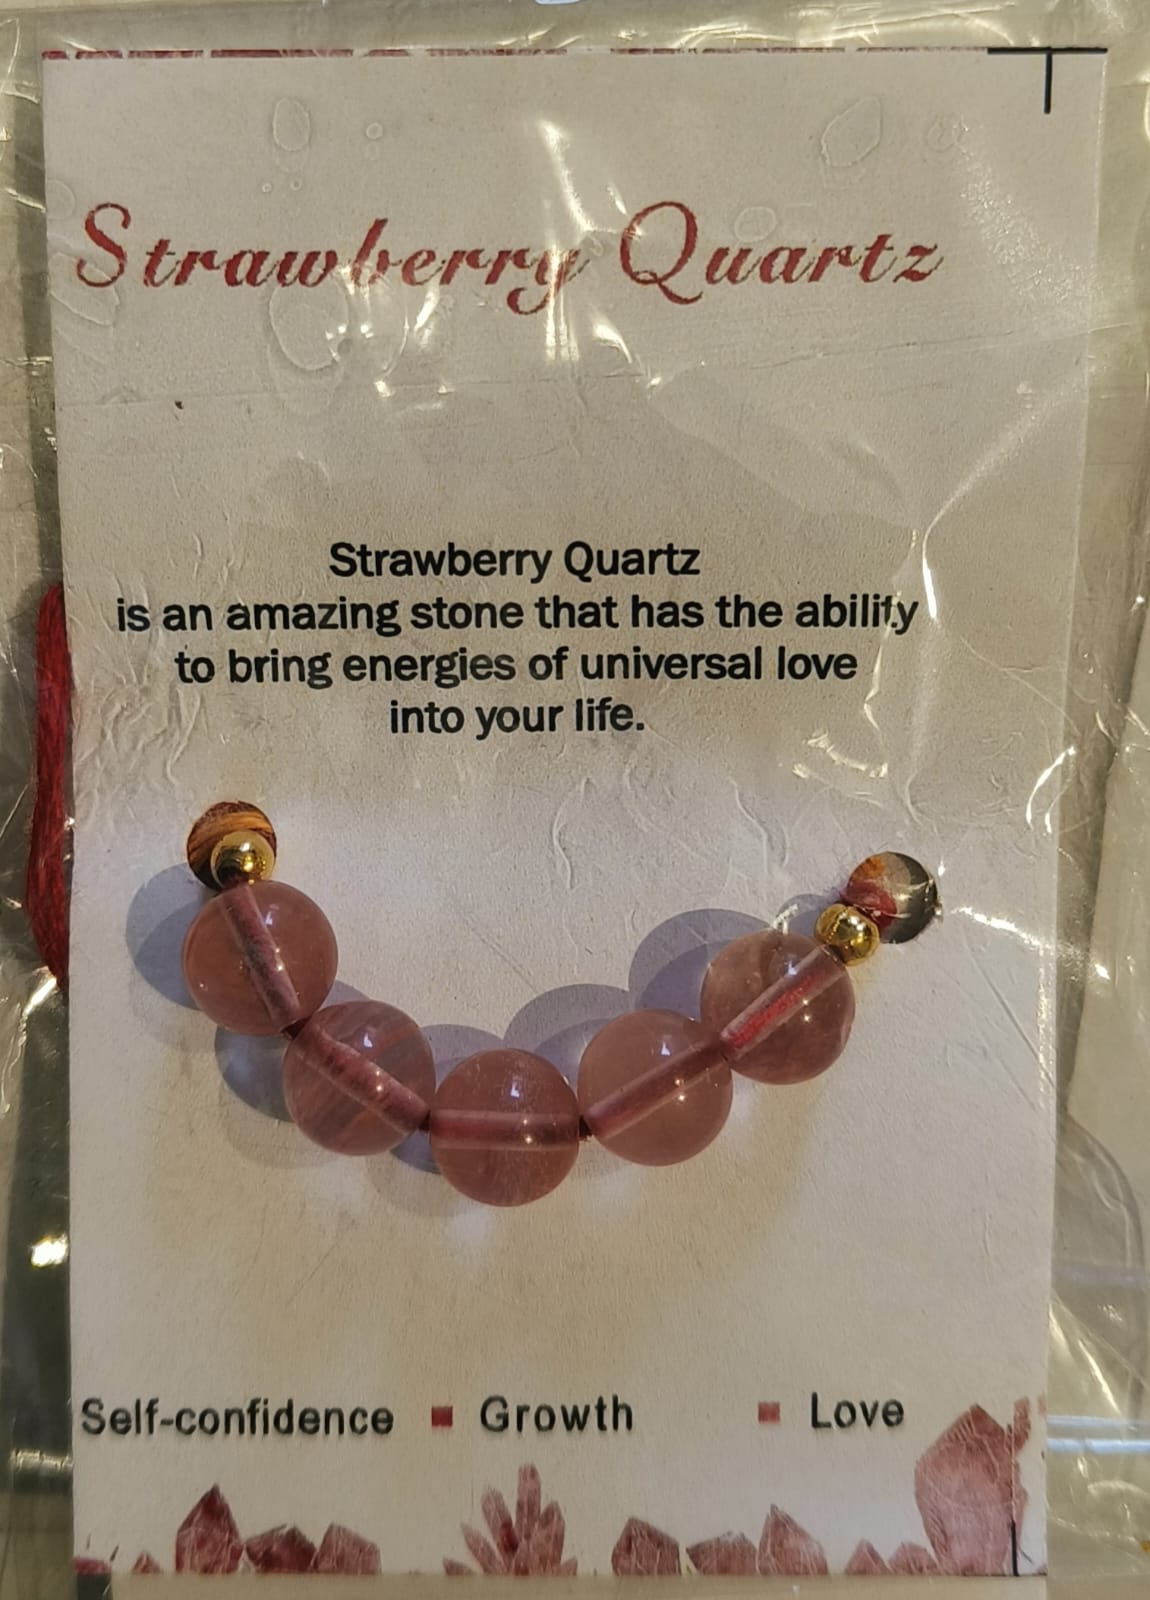 Strawberry Quartz
Strawberry Quartz
is an amazing stone that has the ability
to bring energies of universal love
into your life.
Self-confidence ▪ Growth ▪ Love